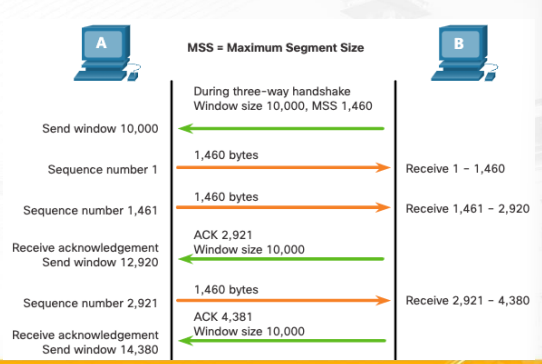 A
MSS = Maximum Segment Size
B
During three-way handshake
Window size 10,000, MSS 1,460
Send window 10,000
1,460 bytes
Sequence number 1
Receive 1 – 1,460
1,460 bytes
Sequence number 1,461
Receive 1,461 – 2,920
ACK 2,921
Receive acknowledgement
Window size 10,000
Send window 12,920
1,460 bytes
Sequence number 2,921
Receive 2,921 – 4,380
ACK 4,381
Receive acknowledgement
Window size 10,000
Send window 14,380